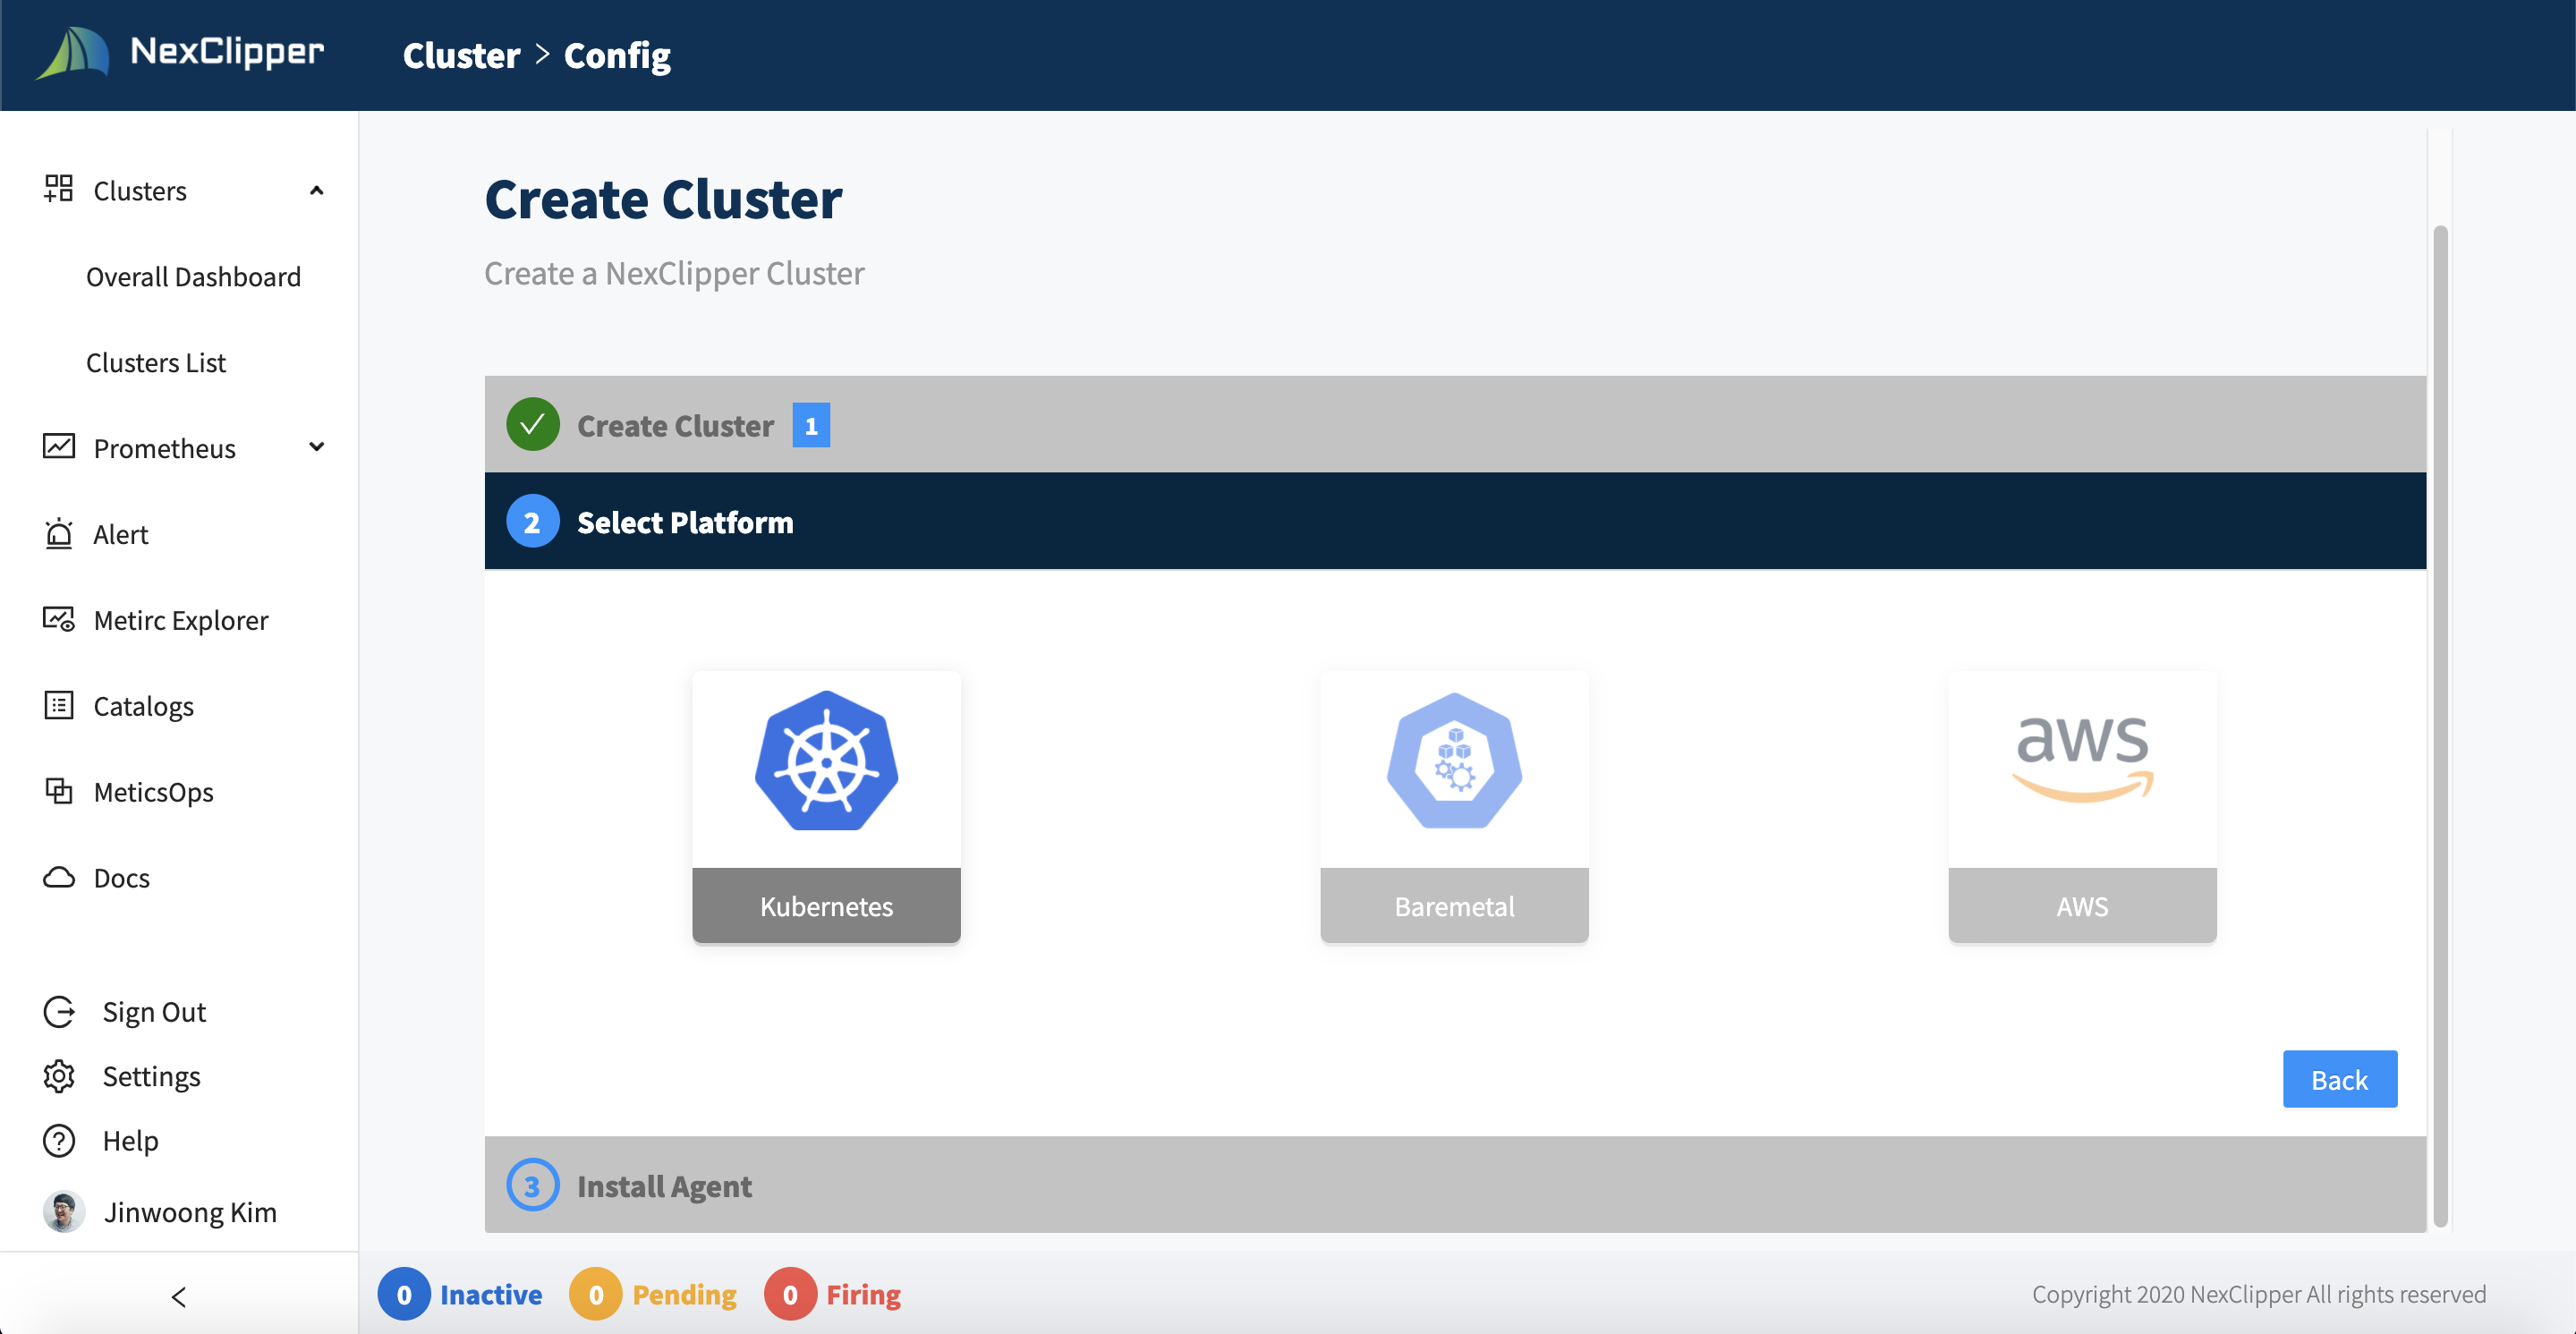 NexClipper
Cluster > Config
Clusters
Overall Dashboard
Clusters List
Prometheus
Alert
Metirc Explorer
Catalogs
MeticsOps
Docs
Sign Out
Settings
Help
Jinwoong Kim
Create Cluster
Create a NexClipper Cluster
Create Cluster 1
2 Select Platform
Kubernetes
aws
Baremetal
AWS
Back
3 Install Agent
0 Inactive 0 Pending 0 Firing
Copyright 2020 NexClipper All rights reserved